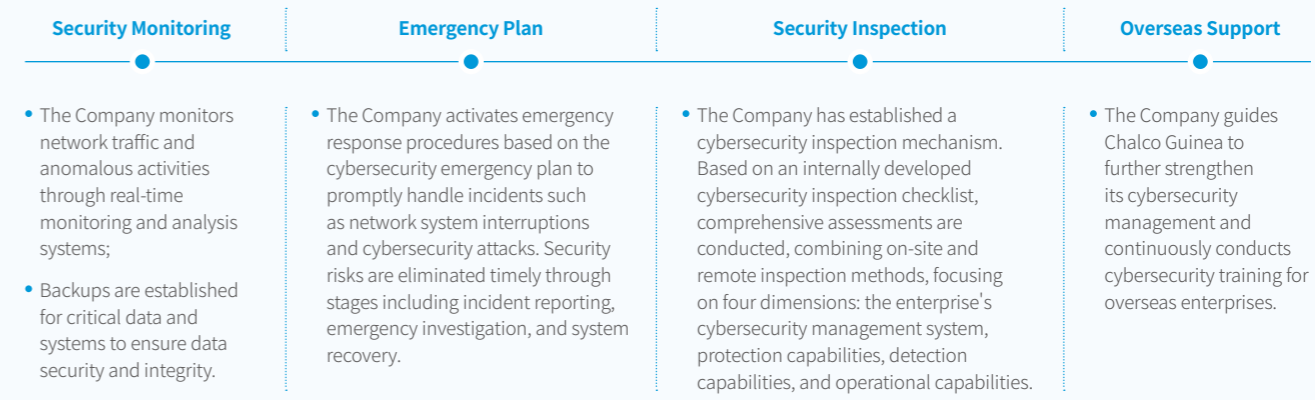 Security Monitoring
Emergency Plan
Security Inspection
Overseas Support
• The Company monitors
network traffic and
anomalous activities
through real-time
monitoring and analysis
systems;
• Backups are established
for critical data and
systems to ensure data
security and integrity.
• The Company activates emergency
response procedures based on the
cybersecurity emergency plan to
promptly handle incidents such
as network system interruptions
and cybersecurity attacks. Security
risks are eliminated timely through
stages including incident reporting,
emergency investigation, and system
recovery.
• The Company has established a
cybersecurity inspection mechanism.
Based on an internally developed
cybersecurity inspection checklist,
comprehensive assessments are
conducted, combining on-site and
remote inspection methods, focusing
on four dimensions: the enterprise's
cybersecurity management system,
protection capabilities, detection
capabilities, and operational capabilities.
• The Company guides
Chalco Guinea to
further strengthen
its cybersecurity
management and
continuously conducts
cybersecurity training for
overseas enterprises.